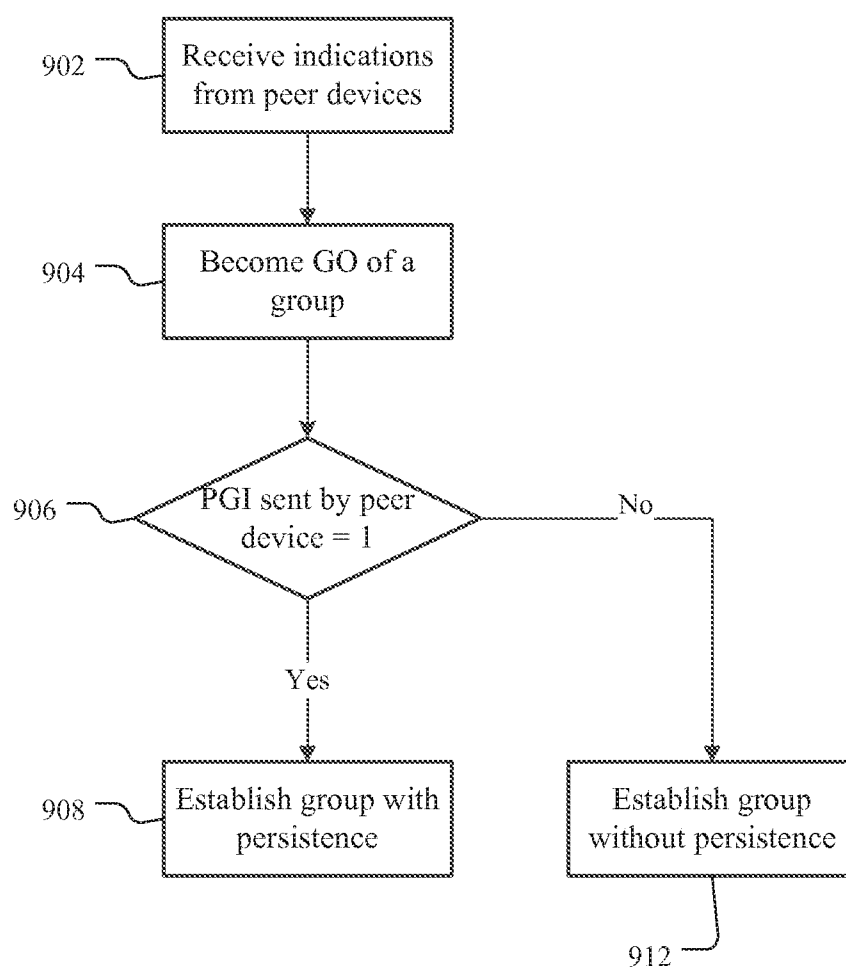 902
Receive indications
from peer devices
904
Become GO of a
group
906
PGI sent by peer
device = 1
No
Yes
908
Establish group with
persistence
Establish group
without persistence
912